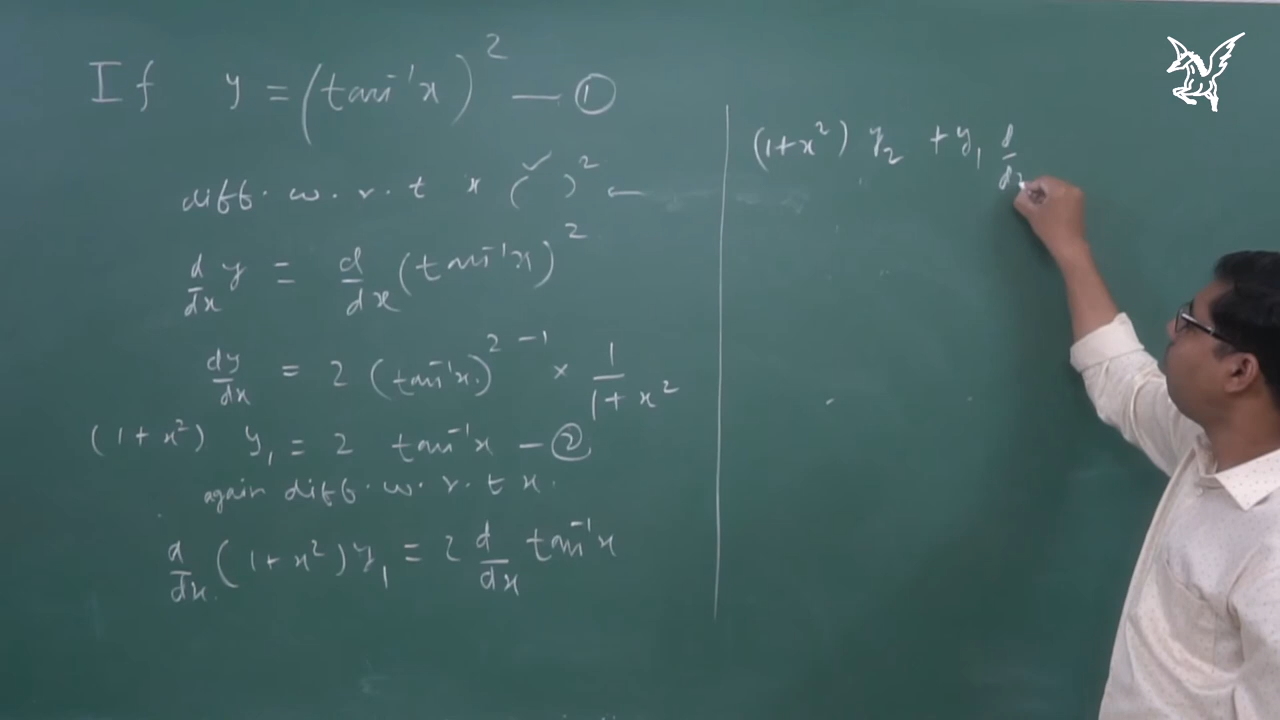 If y = (tan⁻¹x)² — ①
diff. w. r. t x (✓ )² —
d/dx y = d/dx (tan⁻¹x)²
dy/dx = 2 (tan⁻¹x)²⁻¹ × 1/1+x²
(1+x²) y₁ = 2 tan⁻¹x — ②
again diff. w. r. t x.
d/dx (1+x²) y₁ = 2 d/dx tan⁻¹x
(1+x²) y₂ + y₁ d/dx